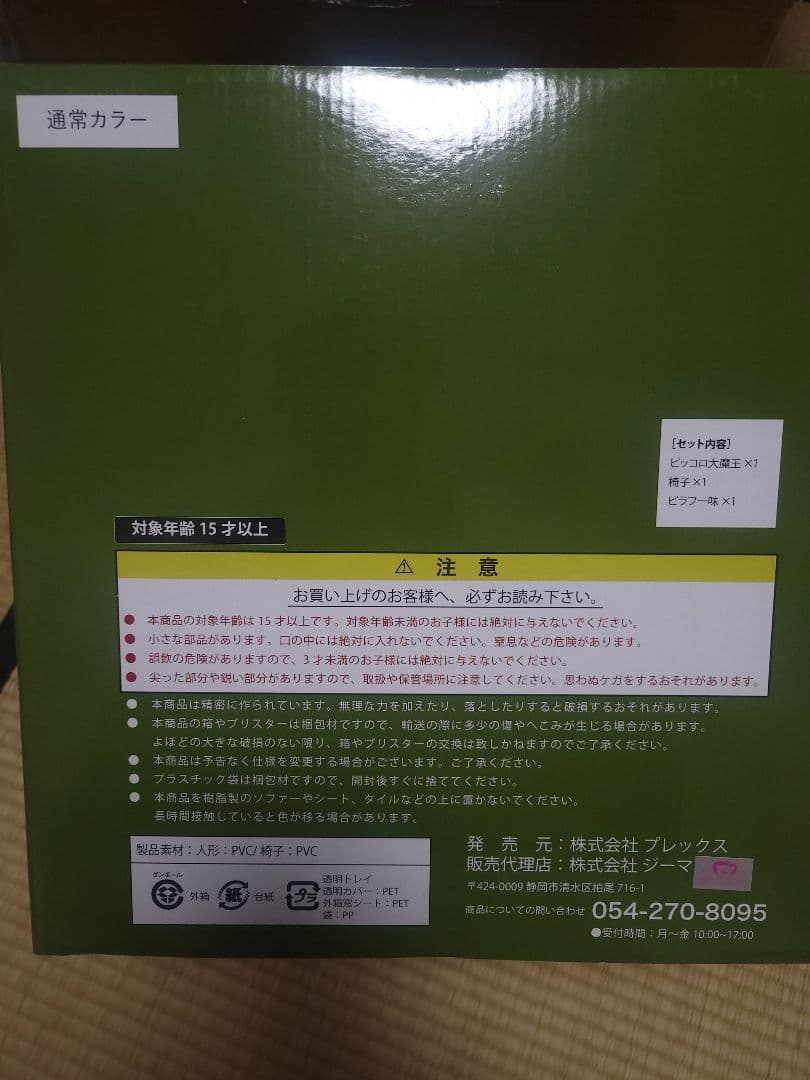 通常カラー
[セット内容]
ピッコロ大魔王×1
椅子×1
ピラフ一味×1
対象年齢15才以上
⚠ 注 意
お買い上げのお客様へ、必ずお読み下さい。
● 本商品の対象年齢は15才以上です。対象年齢未満のお子様には絶対に与えないでください。
● 小さな部品があります。口の中には絶対に入れないでください。窒息などの危険があります。
● 誤飲の危険がありますので、3才未満のお子様には絶対に与えないでください。
● 尖った部分や鋭い部分がありますので、取扱や保管場所に注意してください。思わぬケガをするおそれがあります。
● 本商品は精密に作られています。無理な力を加えたり、落としたりすると破損するおそれがあります。
● 本商品の箱やブリスターは梱包材ですので、輸送の際に多少の傷やへこみが生じる場合があります。
よほどの大きな破損のない限り、箱やブリスターの交換は致しかねますのでご了承ください。
● 本商品は予告なく仕様を変更する場合がございます。ご了承ください。
● プラスチック袋は梱包材ですので、開封後すぐに捨ててください。
● 本商品を樹脂製のソファーやシート、タイルなどの上に置かないでください。
長時間接触していると色が移る場合があります。
製品素材：人形：PVC/ 椅子：PVC
ダンボール
外箱
紙
台紙
プラ
透明トレイ
透明カバー：PET
外箱窓シート：PET
袋：PP
発 売 元：株式会社 プレックス
販売代理店：株式会社 ジーマ
〒424-0009 静岡市清水区柏尾 716-1
商品についての問い合わせ 054-270-8095
●受付時間：月〜金 10:00~17:00